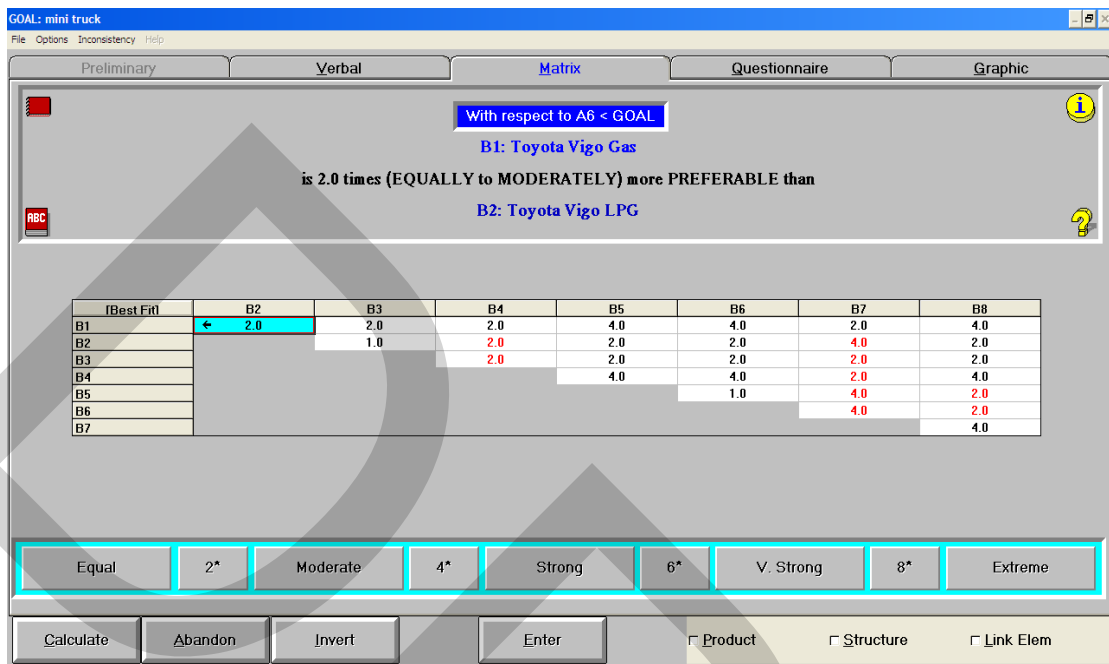 GOAL: mini truck
File Options Inconsistency Help
Preliminary Verbal Matrix Questionnaire Graphic
With respect to A6 < GOAL
B1: Toyota Vigo Gas
is 2.0 times (EQUALLY to MODERATELY) more PREFERABLE than
B2: Toyota Vigo LPG
ABC
[Best Fit] B2 B3 B4 B5 B6 B7 B8
B1 2.0 2.0 2.0 4.0 4.0 2.0 4.0
B2 1.0 2.0 2.0 2.0 4.0 2.0
B3 2.0 2.0 2.0 2.0 2.0
B4 4.0 4.0 2.0 4.0
B5 1.0 4.0 2.0
B6 4.0 2.0
B7 4.0
Equal 2* Moderate 4* Strong 6* V. Strong 8* Extreme
Calculate Abandon Invert Enter Product Structure Link Elem